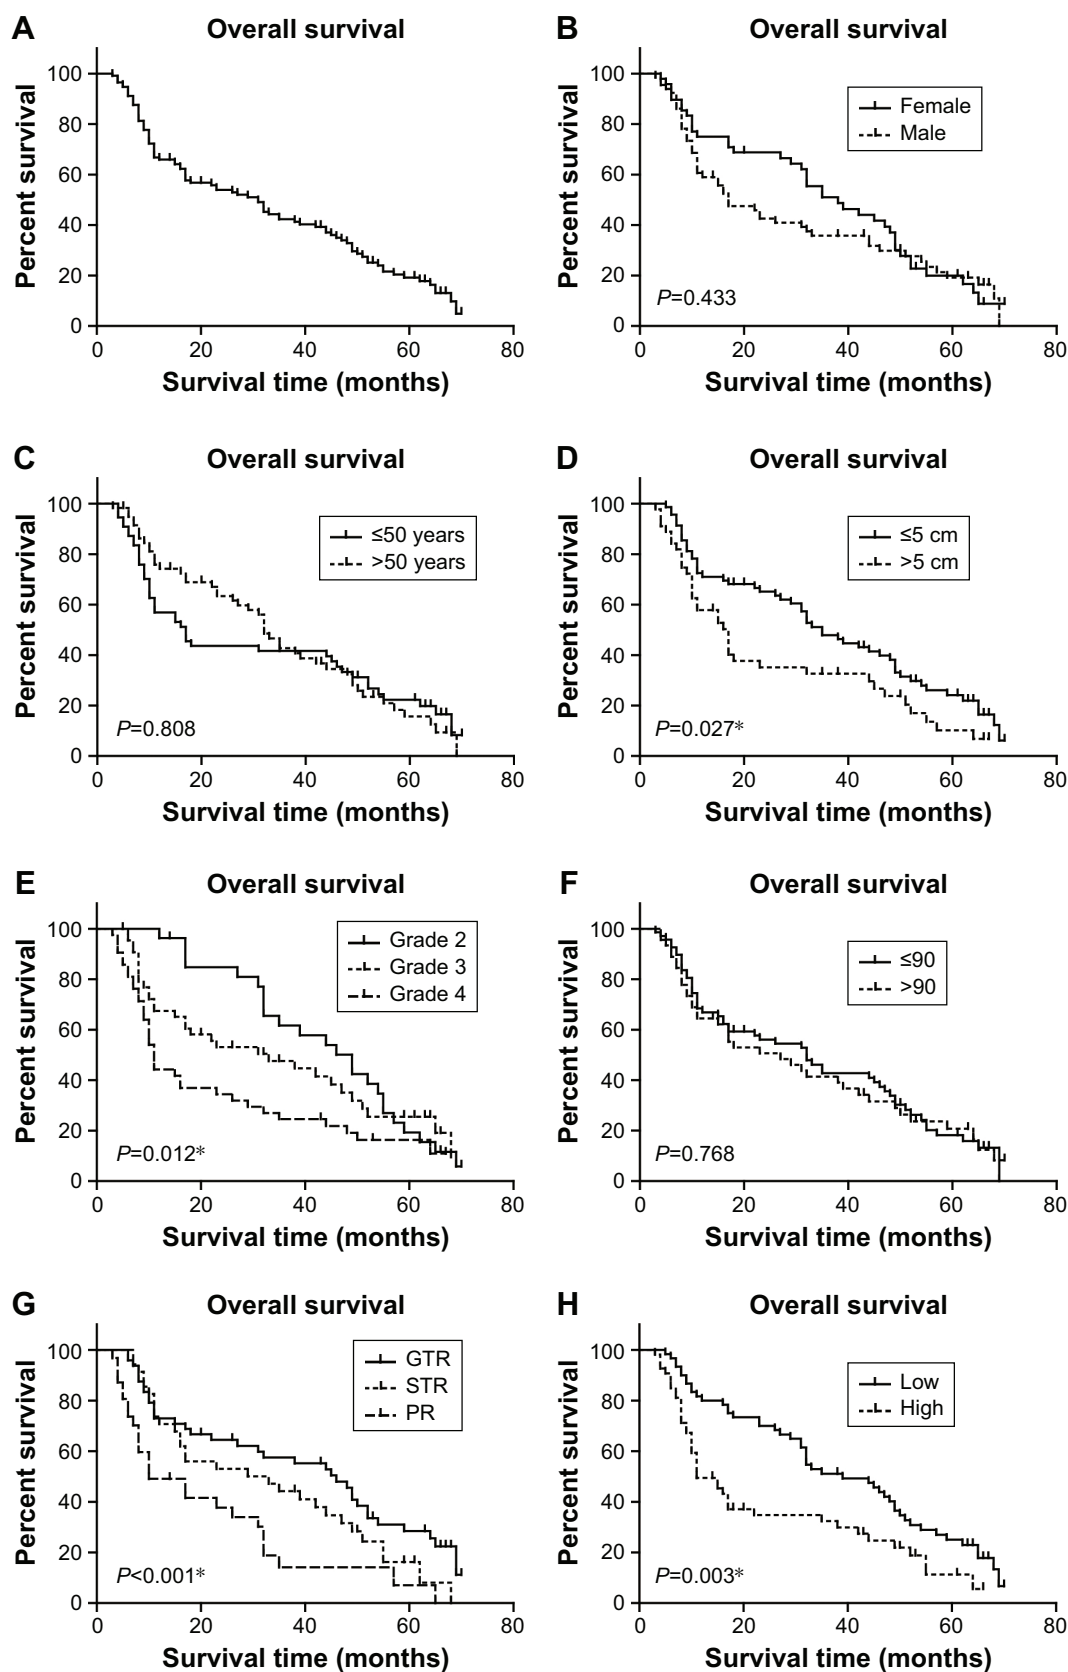 A Overall survival
Percent survival
100
80
60
40
20
0
0 20 40 60 80
Survival time (months)
B Overall survival
Percent survival
100
80
60
40
20
0
Female
Male
P=0.433
0 20 40 60 80
Survival time (months)
C Overall survival
Percent survival
100
80
60
40
20
0
≤50 years
>50 years
P=0.808
0 20 40 60 80
Survival time (months)
D Overall survival
Percent survival
100
80
60
40
20
0
≤5 cm
>5 cm
P=0.027*
0 20 40 60 80
Survival time (months)
E Overall survival
Percent survival
100
80
60
40
20
0
Grade 2
Grade 3
Grade 4
P=0.012*
0 20 40 60 80
Survival time (months)
F Overall survival
Percent survival
100
80
60
40
20
0
≤90
>90
P=0.768
0 20 40 60 80
Survival time (months)
G Overall survival
Percent survival
100
80
60
40
20
0
GTR
STR
PR
P<0.001*
0 20 40 60 80
Survival time (months)
H Overall survival
Percent survival
100
80
60
40
20
0
Low
High
P=0.003*
0 20 40 60 80
Survival time (months)